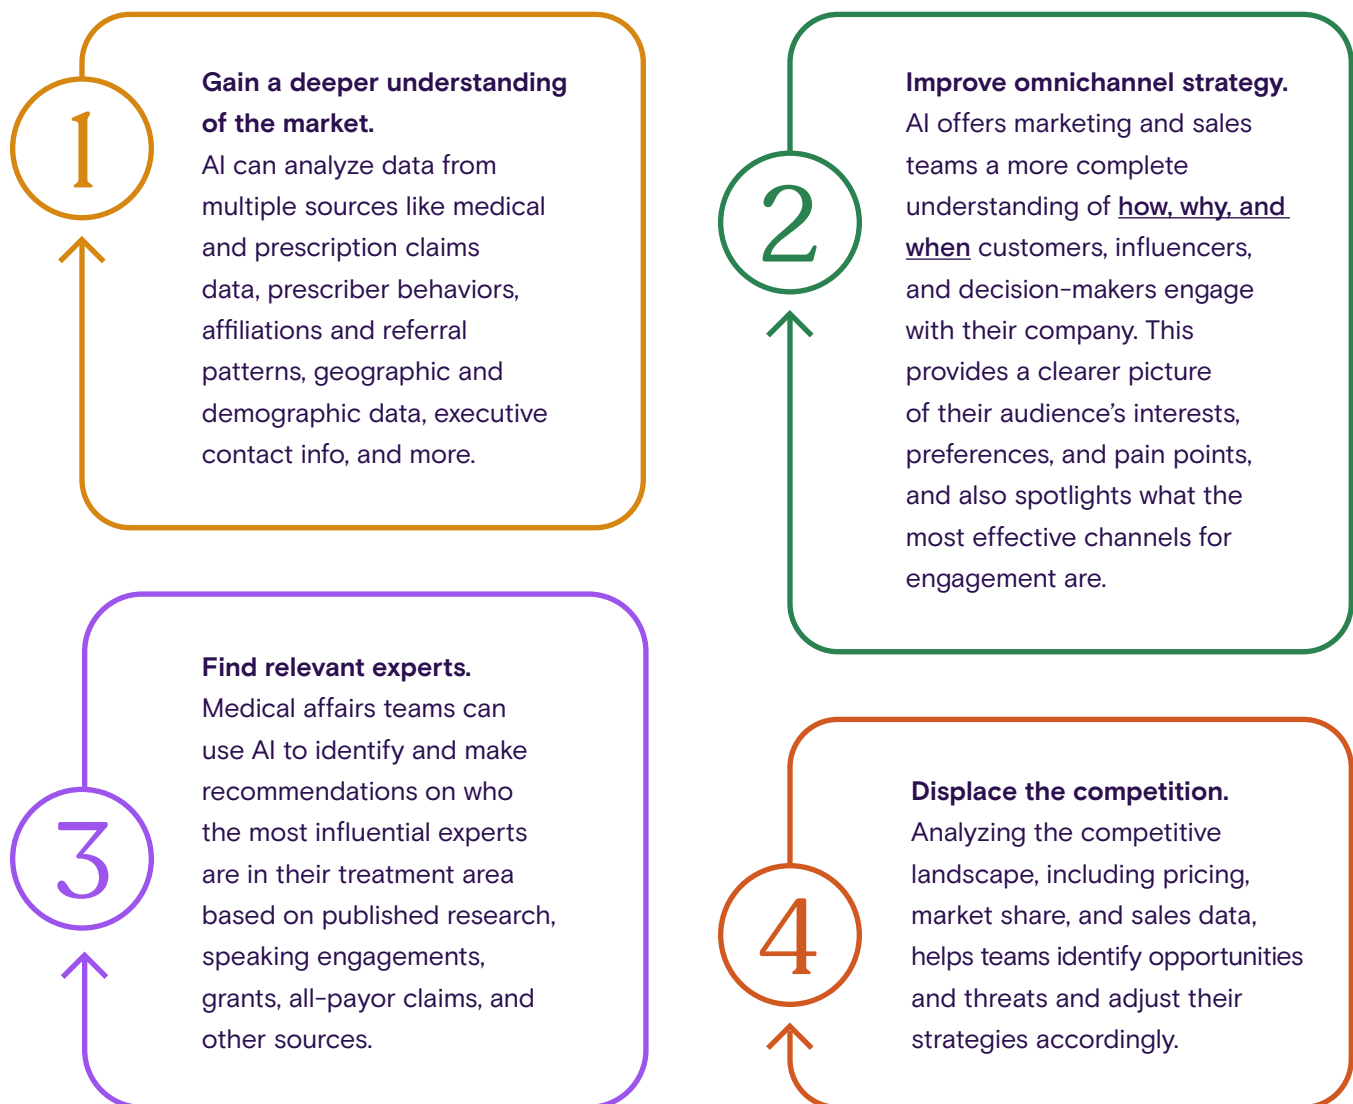 1
Gain a deeper understanding
of the market.
AI can analyze data from
multiple sources like medical
and prescription claims
data, prescriber behaviors,
affiliations and referral
patterns, geographic and
demographic data, executive
contact info, and more.
2
Improve omnichannel strategy.
AI offers marketing and sales
teams a more complete
understanding of how, why, and
when customers, influencers,
and decision-makers engage
with their company. This
provides a clearer picture
of their audience’s interests,
preferences, and pain points,
and also spotlights what the
most effective channels for
engagement are.
3
Find relevant experts.
Medical affairs teams can
use AI to identify and make
recommendations on who
the most influential experts
are in their treatment area
based on published research,
speaking engagements,
grants, all-payor claims, and
other sources.
4
Displace the competition.
Analyzing the competitive
landscape, including pricing,
market share, and sales data,
helps teams identify opportunities
and threats and adjust their
strategies accordingly.